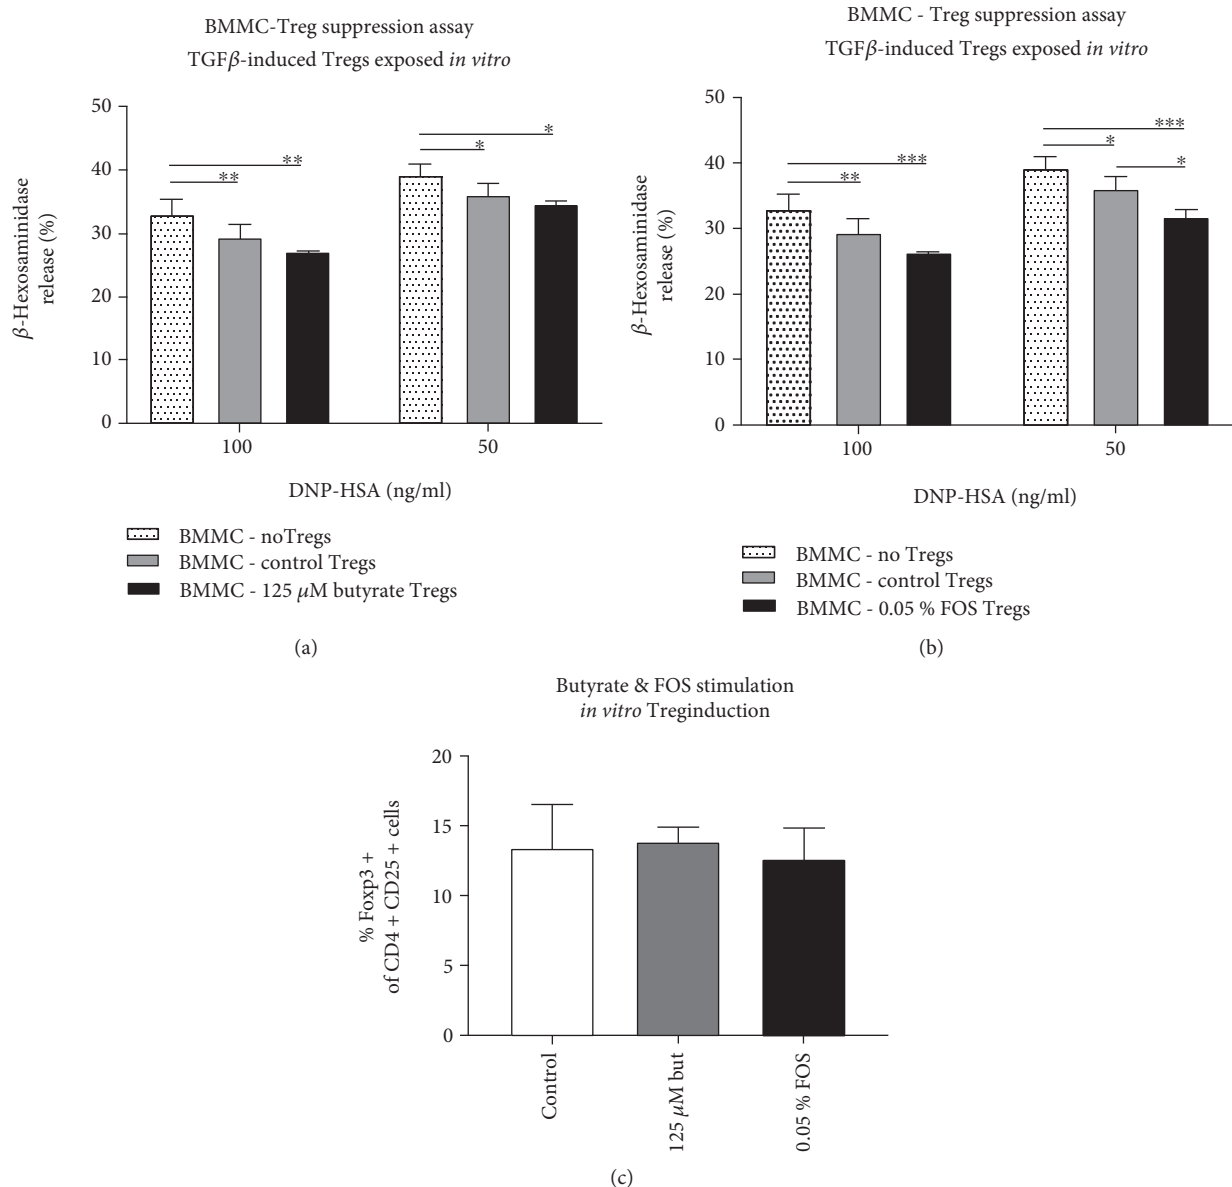 BMMC-Treg suppression assay
TGFβ-induced Tregs exposed in vitro
β-Hexosaminidase
release (%)
50
40
30
20
10
0
**
**
*
*
100
50
DNP-HSA (ng/ml)
BMMC - noTregs
BMMC - control Tregs
BMMC - 125 μM butyrate Tregs
(a)
BMMC - Treg suppression assay
TGFβ-induced Tregs exposed in vitro
β-Hexosaminidase
release (%)
50
40
30
20
10
0
***
**
***
*
*
100
50
DNP-HSA (ng/ml)
BMMC - no Tregs
BMMC - control Tregs
BMMC - 0.05 % FOS Tregs
(b)
Butyrate & FOS stimulation
in vitro Treginduction
% Foxp3 +
of CD4 + CD25 + cells
20
15
10
5
0
Control
125 μM but
0.05 % FOS
(c)